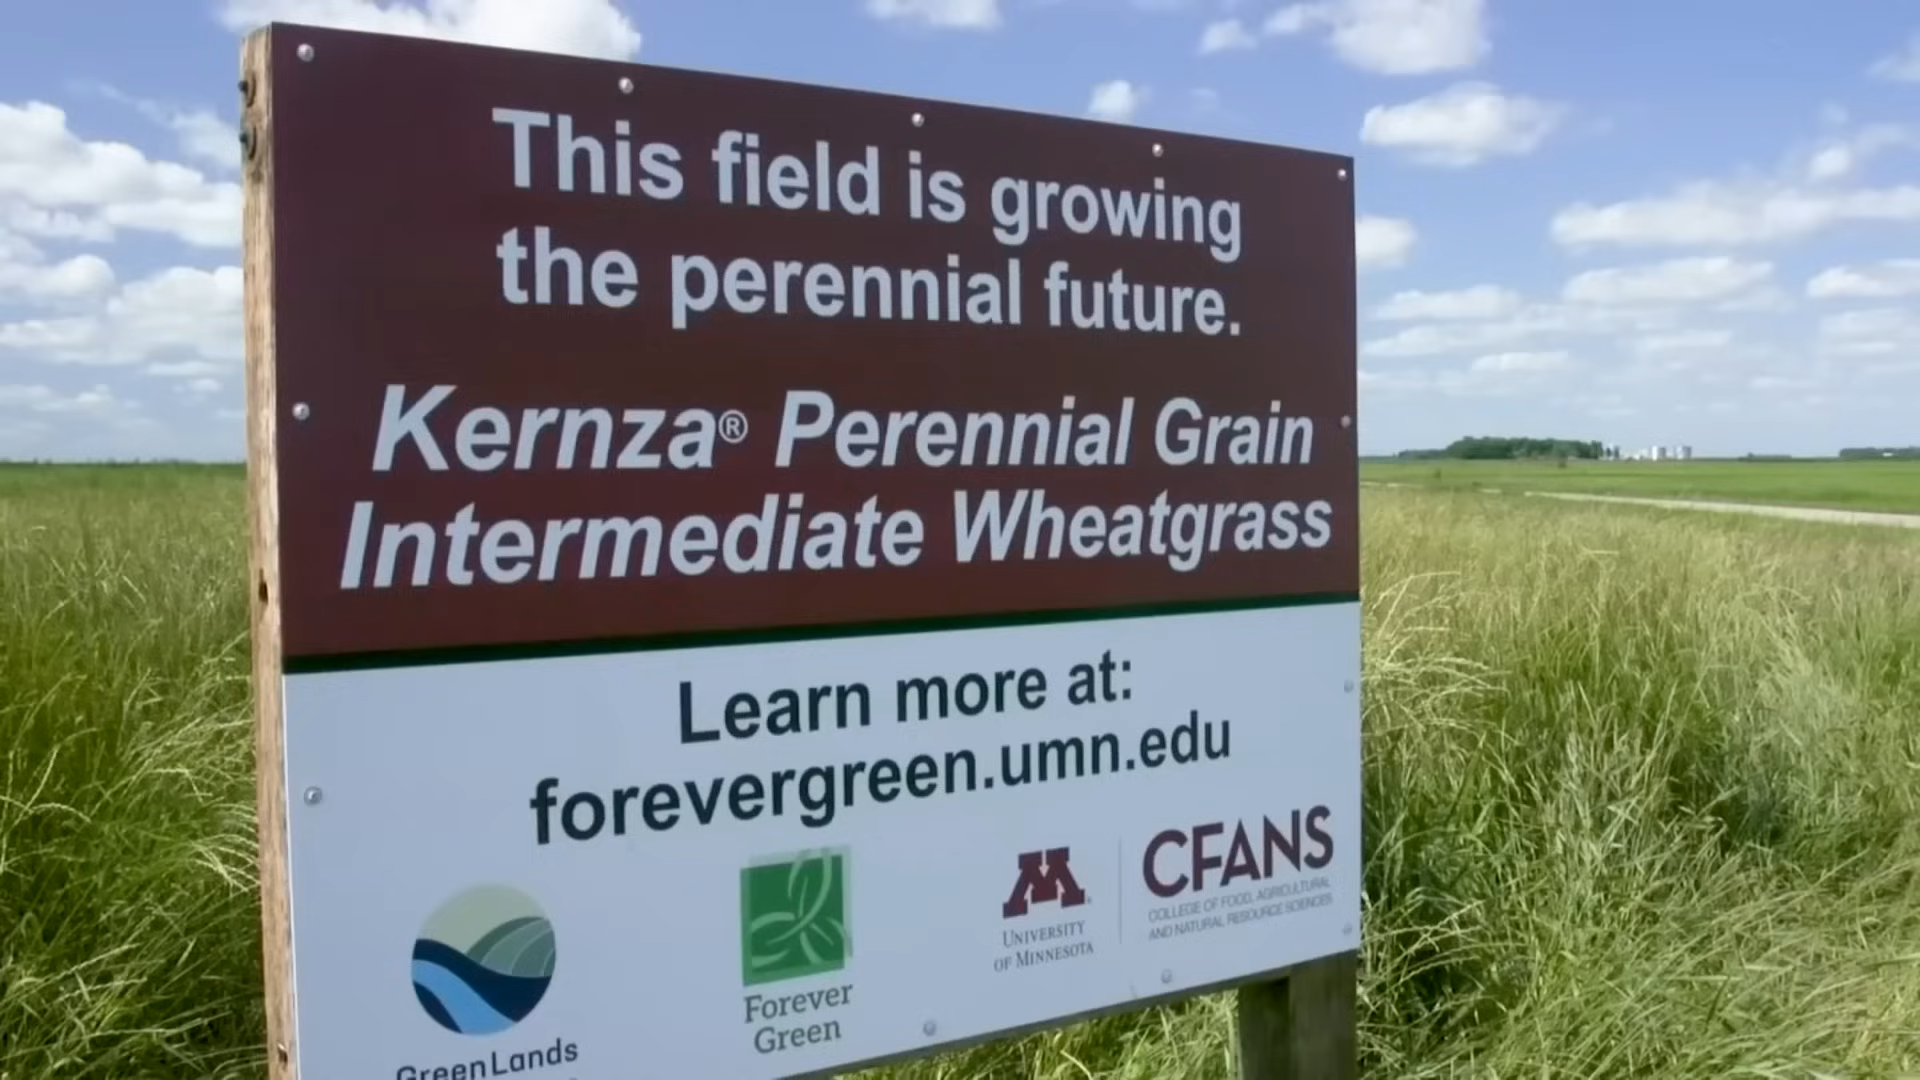 This field is growing
the perennial future.
Kernza® Perennial Grain
Intermediate Wheatgrass
Learn more at:
forevergreen.umn.edu
GreenLands
Forever
Green
M
UNIVERSITY
OF MINNESOTA
CFANS
COLLEGE OF FOOD, AGRICULTURAL
AND NATURAL RESOURCE SCIENCES